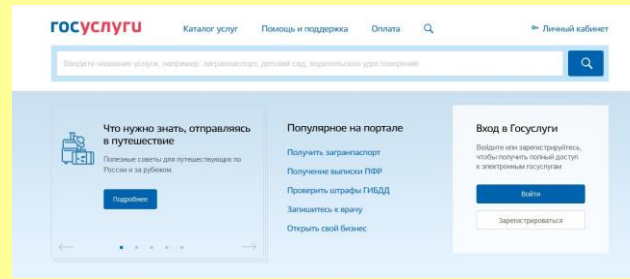 госуслуги
Каталог услуг
Помощь и поддержка
Оплата
Личный кабинет
Введите название услуги, например, загранпаспорт, детский сад, водительское удостоверение
Что нужно знать, отправляясь
в путешествие
Полезные советы для путешествующих по
России и за рубежом.
Подробнее
Популярное на портале
Получить загранпаспорт
Получение выписки ПФР
Проверить штрафы ГИБДД
Запишитесь к врачу
Открыть свой бизнес
Вход в Госуслуги
Войдите или зарегистрируйтесь,
чтобы получить полный доступ
к электронным госуслугам
Войти
Зарегистрироваться